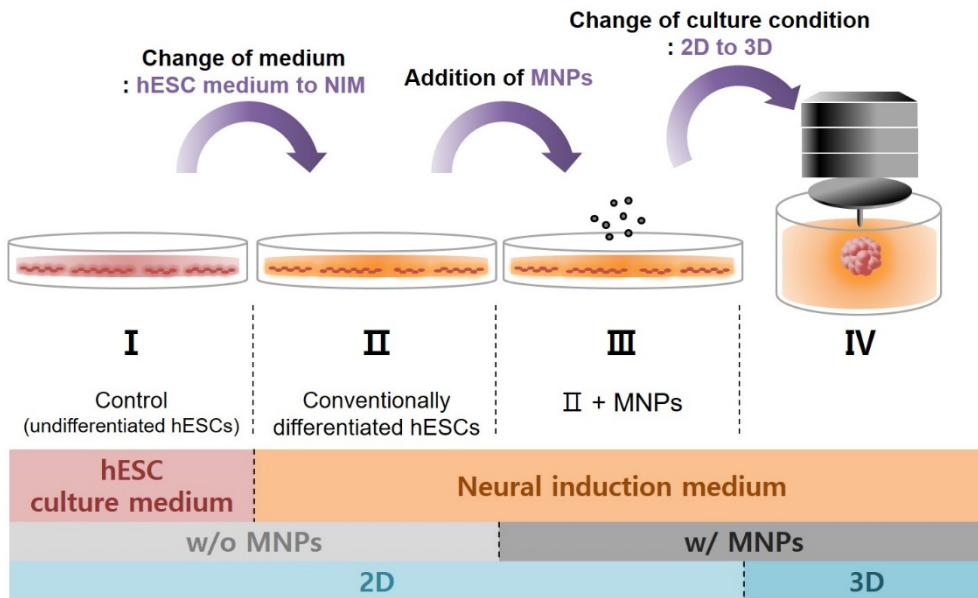 Change of medium
: hESC medium to NIM
Addition of MNPs
Change of culture condition
: 2D to 3D
Ⅰ
Ⅱ
Ⅲ
Ⅳ
Control
(undifferentiated hESCs)
Conventionally
differentiated hESCs
Ⅱ + MNPs
hESC
culture medium
Neural induction medium
w/o MNPs
w/ MNPs
2D
3D